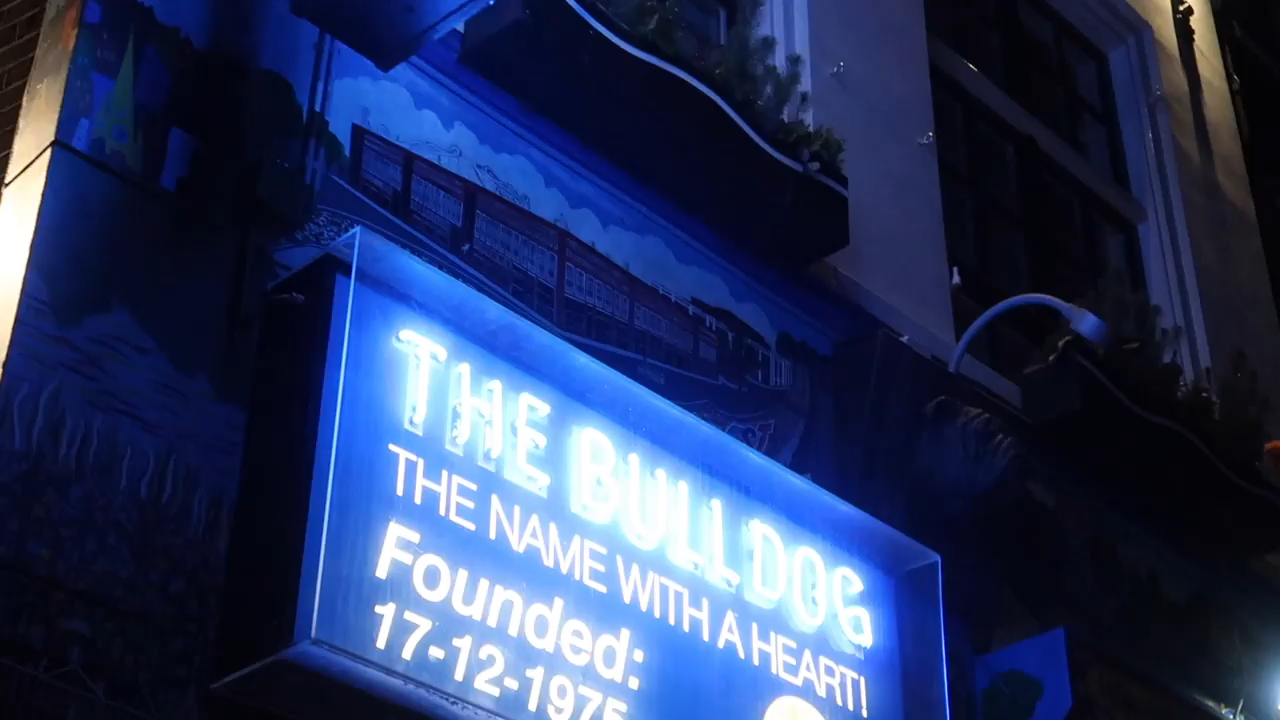 THE BULLDOG
THE NAME WITH A HEART!
Founded:
17-12-1975